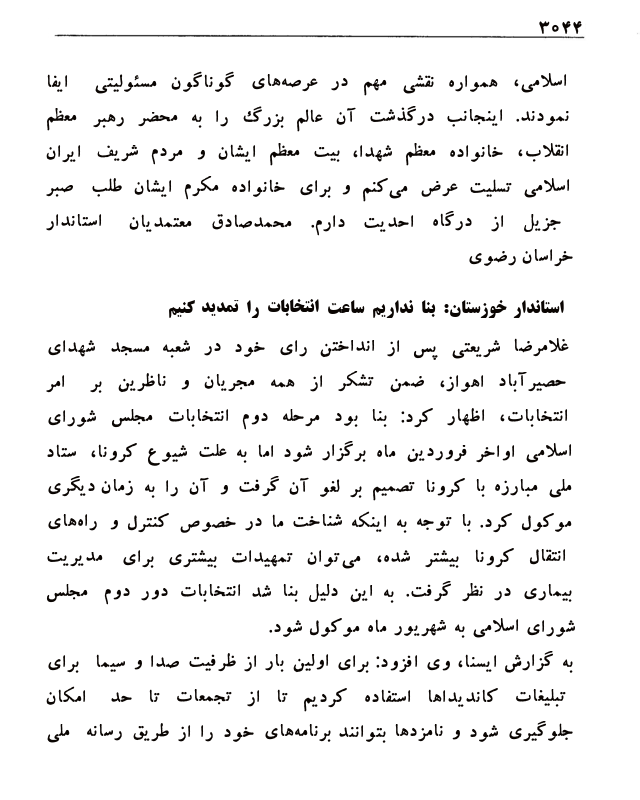 ۳۰۴۴
اسلامی، همواره نقشی مهم در عرصه‌های گوناگون مسئولیتی ایفا
نمودند. اینجانب درگذشت آن عالم بزرگ را به محضر رهبر معظم
انقلاب، خانواده معظم شهدا، بیت معظم ایشان و مردم شریف ایران
اسلامی تسلیت عرض می‌کنم و برای خانواده مکرم ایشان طلب صبر
جزیل از درگاه احدیت دارم. محمدصادق معتمدیان استاندار
خراسان رضوی
استاندار خوزستان: بنا نداریم ساعت انتخابات را تمدید کنیم
غلامرضا شریعتی پس از انداختن رای خود در شعبه مسجد شهدای
حصیرآباد اهواز، ضمن تشکر از همه مجریان و ناظرین بر امر
انتخابات، اظهار کرد: بنا بود مرحله دوم انتخابات مجلس شورای
اسلامی اواخر فروردین ماه برگزار شود اما به علت شیوع کرونا، ستاد
ملی مبارزه با کرونا تصمیم بر لغو آن گرفت و آن را به زمان دیگری
موکول کرد. با توجه به اینکه شناخت ما در خصوص کنترل و راه‌های
انتقال کرونا بیشتر شده، می‌توان تمهیدات بیشتری برای مدیریت
بیماری در نظر گرفت. به این دلیل بنا شد انتخابات دور دوم مجلس
شورای اسلامی به شهریور ماه موکول شود.
به گزارش ایسنا، وی افزود: برای اولین بار از ظرفیت صدا و سیما برای
تبلیغات کاندیداها استفاده کردیم تا از تجمعات تا حد امکان
جلوگیری شود و نامزدها بتوانند برنامه‌های خود را از طریق رسانه ملی